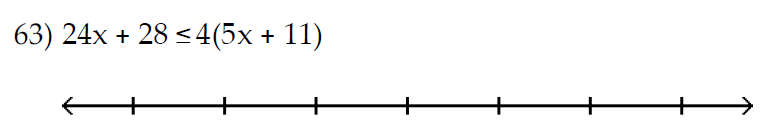 63) 24x + 28 ≤ 4(5x + 11)